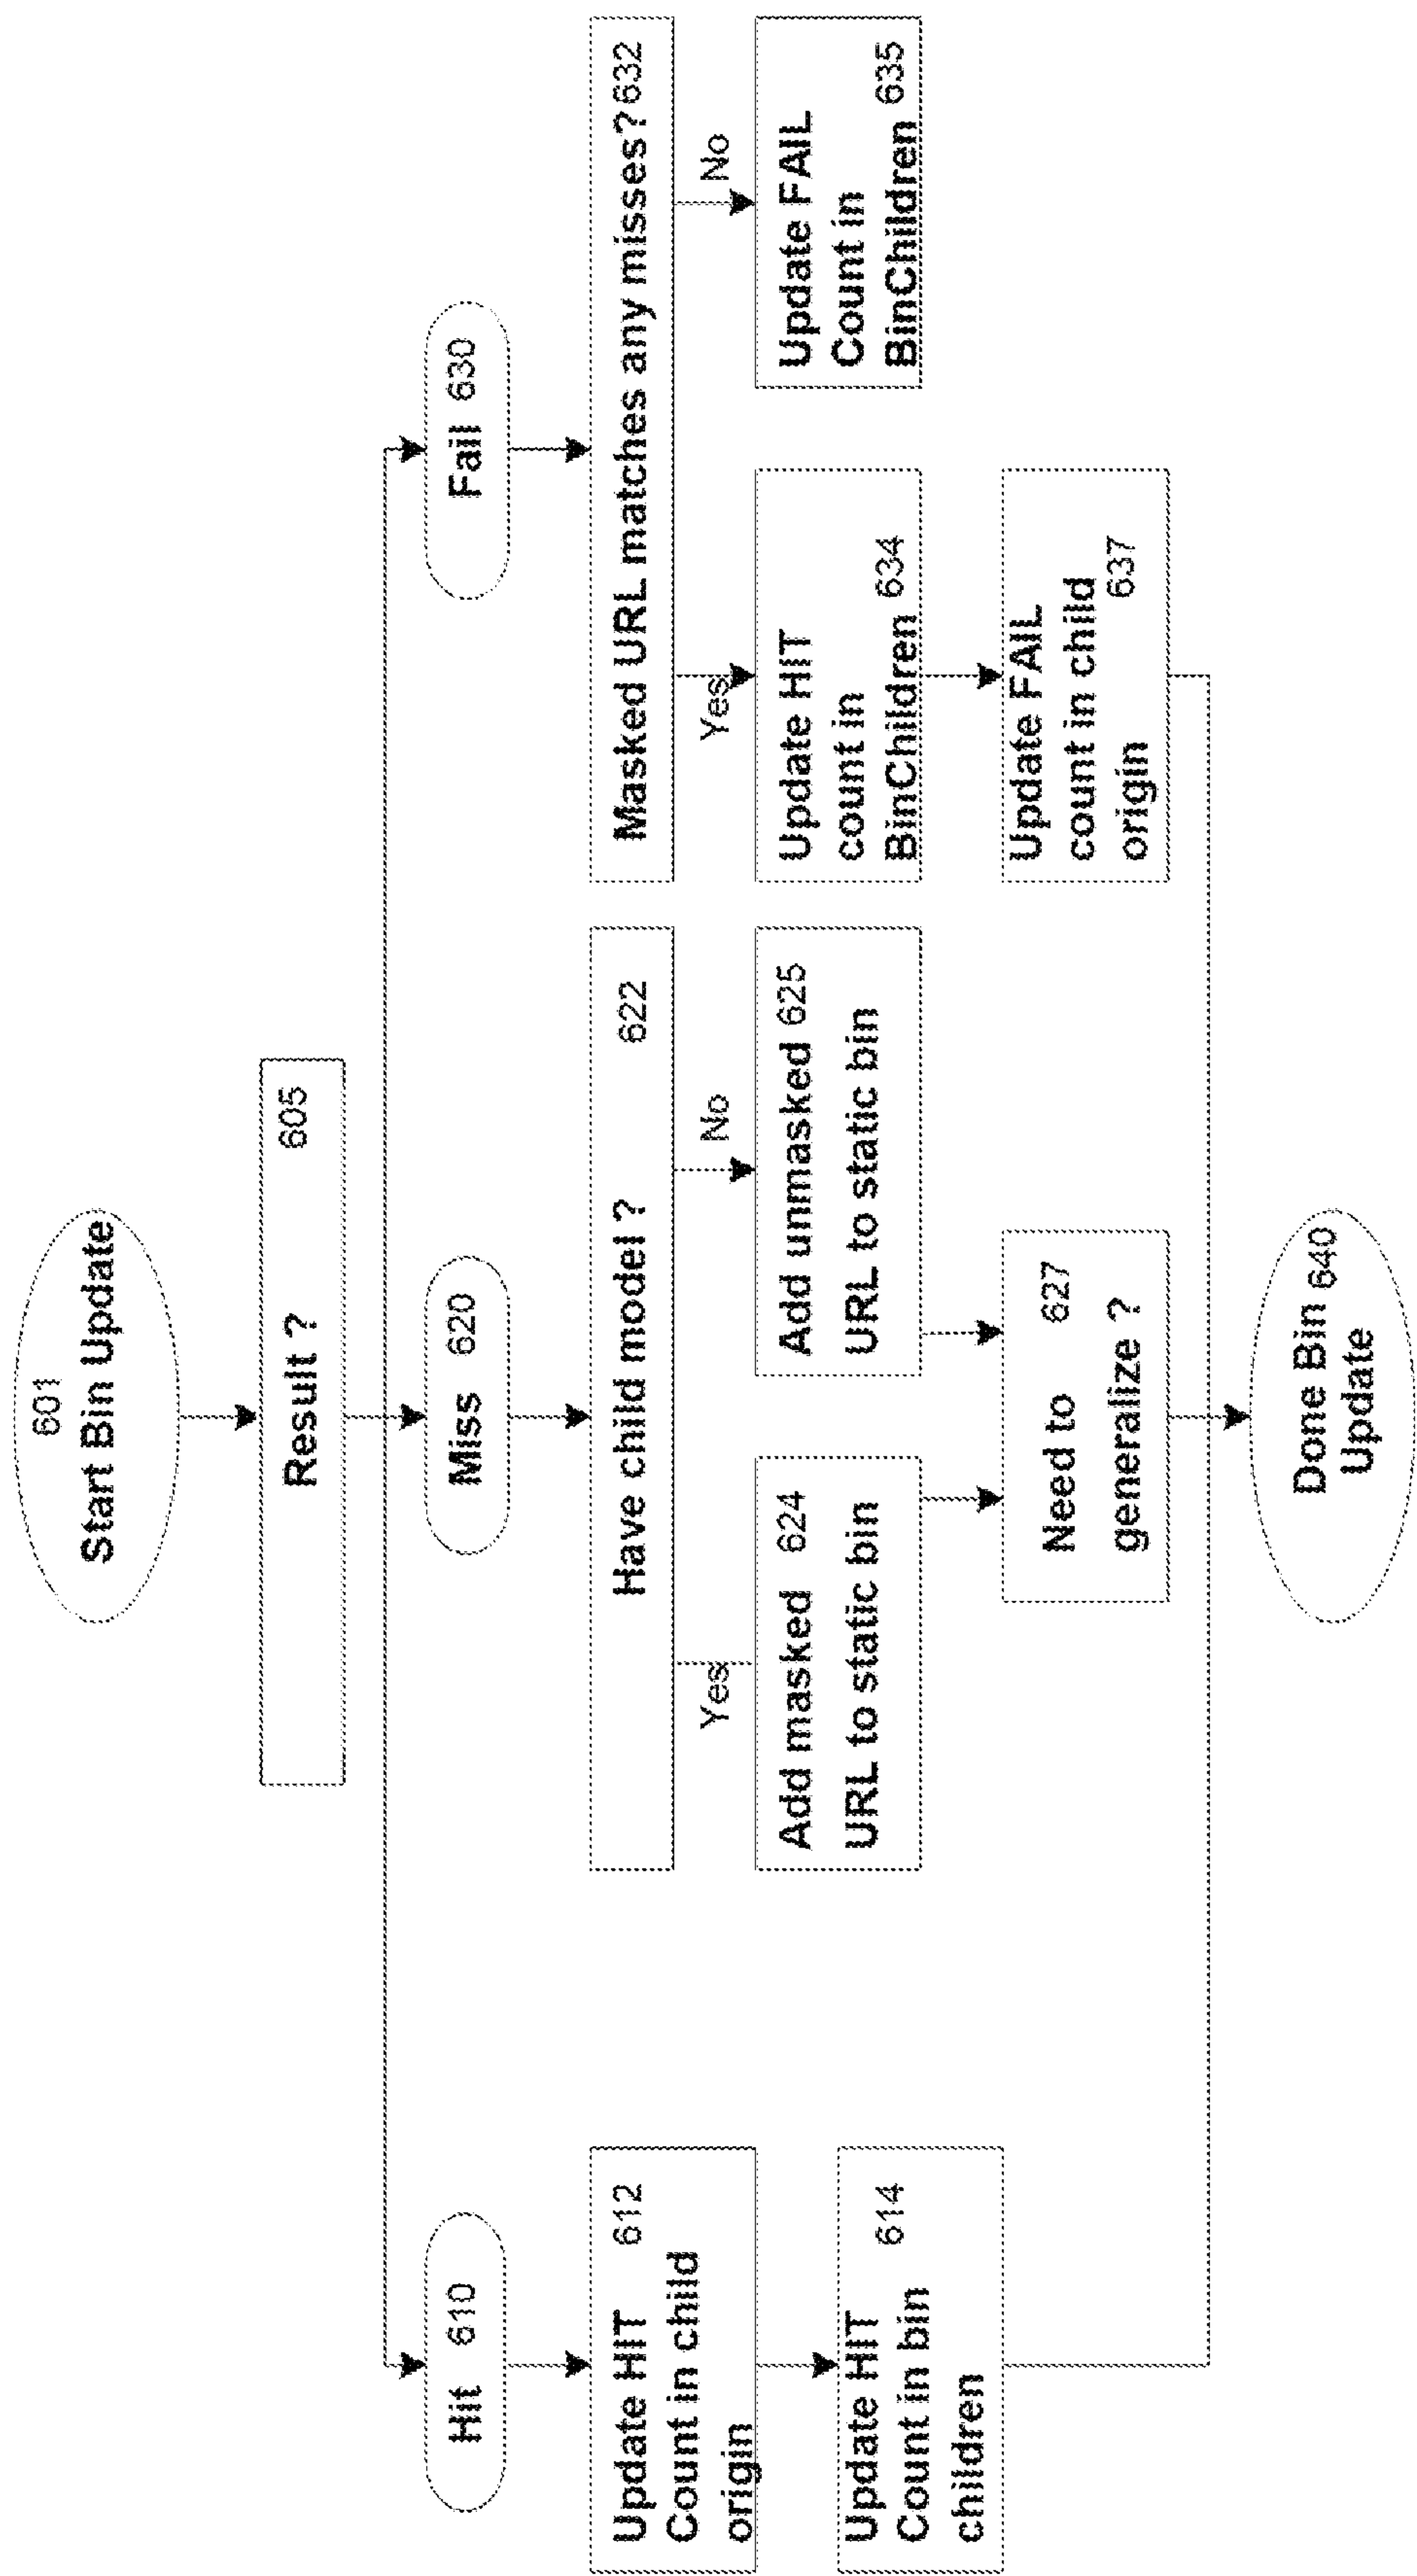 601
Start Bin Update
Result ? 605
Hit 610
Miss 620
Fail 630
Update HIT 612
Count in child
origin
Update HIT
Count in bin 614
children
Have child model ? 622
Yes
No
Add masked 624
URL to static bin
Add unmasked 625
URL to static bin
Need to 627
generalize ?
Masked URL matches any misses? 632
Yes
No
Update HIT
count in
BinChildren 634
Update FAIL
Count in
BinChildren 635
Update FAIL
count in child
origin 637
Done Bin 640
Update